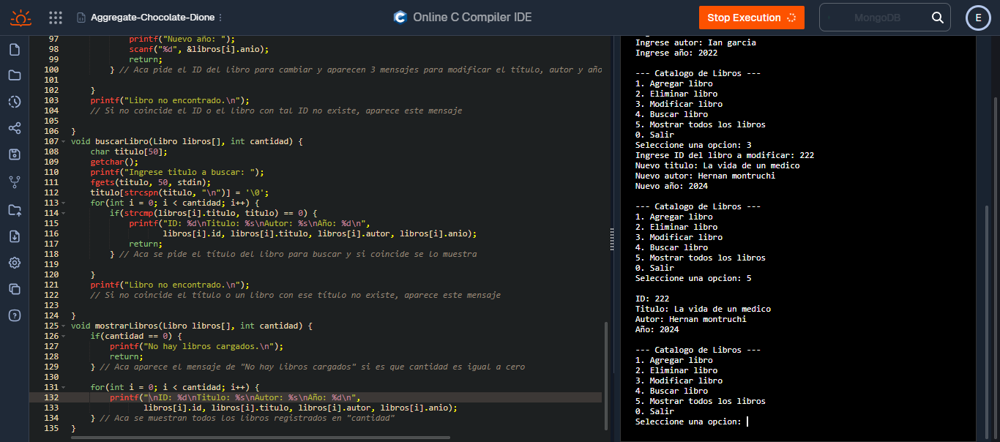 Aggregate-Chocolate-Dione
C Online C Compiler IDE
Stop Execution
MongoDB
E
97 printf("Nuevo año: ");
98 scanf("%d", &libros[i].anio);
99 return;
100 } // Aca pide el ID del libro para cambiar y aparecen 3 mensajes para modificar el título, autor y año
101
102 }
103 printf("Libro no encontrado.\n");
104 // Si no coincide el ID o el libro con tal ID no existe, aparece este mensaje
105
106 }
107 void buscarLibro(Libro libros[], int cantidad) {
108 char titulo[50];
109 getchar();
110 printf("Ingrese titulo a buscar: ");
111 fgets(titulo, 50, stdin);
112 titulo[strcspn(titulo, "\n")] = '\0';
113 for(int i = 0; i < cantidad; i++) {
114 if(strcmp(libros[i].titulo, titulo) == 0) {
115 printf("ID: %d\nTitulo: %s\nAutor: %s\nAño: %d\n",
116 libros[i].id, libros[i].titulo, libros[i].autor, libros[i].anio);
117 return;
118 } // Aca se pide el título del libro para buscar y si coincide se lo muestra
119
120 }
121 printf("Libro no encontrado.\n");
122 // Si no coincide el título o un libro con ese título no existe, aparece este mensaje
123
124 }
125 void mostrarLibros(Libro libros[], int cantidad) {
126 if(cantidad == 0) {
127 printf("No hay libros cargados.\n");
128 return;
129 } // Aca aparece el mensaje de "No hay libros cargados" si es que cantidad es igual a cero
130
131 for(int i = 0; i < cantidad; i++) {
132 printf("\nID: %d\nTitulo: %s\nAutor: %s\nAño: %d\n",
133 libros[i].id, libros[i].titulo, libros[i].autor, libros[i].anio);
134 } // Aca se muestran todos los libros registrados en "cantidad"
135 }
Ingrese autor: Ian garcia
Ingrese año: 2022
--- Catalogo de Libros ---
1. Agregar libro
2. Eliminar libro
3. Modificar libro
4. Buscar libro
5. Mostrar todos los libros
0. Salir
Seleccione una opcion: 3
Ingrese ID del libro a modificar: 222
Nuevo titulo: La vida de un medico
Nuevo autor: Hernan montruchi
Nuevo año: 2024
--- Catalogo de Libros ---
1. Agregar libro
2. Eliminar libro
3. Modificar libro
4. Buscar libro
5. Mostrar todos los libros
0. Salir
Seleccione una opcion: 5
ID: 222
Titulo: La vida de un medico
Autor: Hernan montruchi
Año: 2024
--- Catalogo de Libros ---
1. Agregar libro
2. Eliminar libro
3. Modificar libro
4. Buscar libro
5. Mostrar todos los libros
0. Salir
Seleccione una opcion: